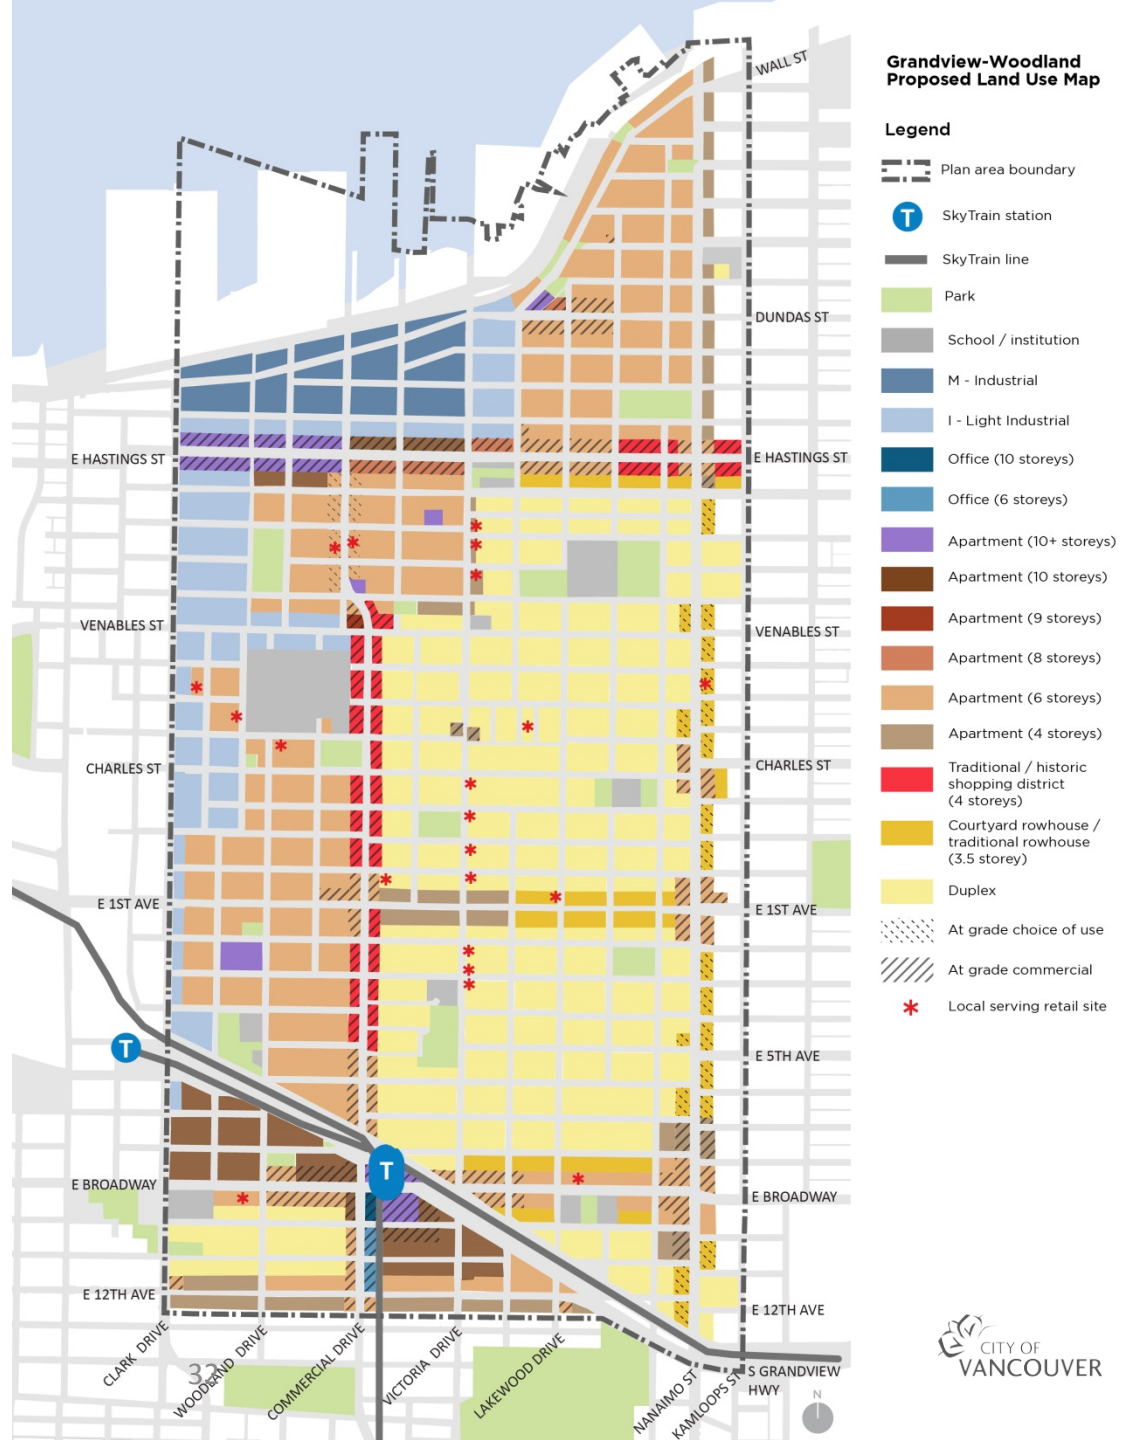 Grandview-Woodland
Proposed Land Use Map
Legend
Plan area boundary
T
SkyTrain station
SkyTrain line
Park
School / institution
M - Industrial
I - Light Industrial
Office (10 storeys)
Office (6 storeys)
Apartment (10+ storeys)
Apartment (10 storeys)
Apartment (9 storeys)
Apartment (8 storeys)
Apartment (6 storeys)
Apartment (4 storeys)
Traditional / historic
shopping district
(4 storeys)
Courtyard rowhouse /
traditional rowhouse
(3.5 storey)
Duplex
At grade choice of use
At grade commercial
Local serving retail site
WALL ST
DUNDAS ST
E HASTINGS ST
E HASTINGS ST
VENABLES ST
VENABLES ST
CHARLES ST
CHARLES ST
E 1ST AVE
E 1ST AVE
T
E 5TH AVE
T
E BROADWAY
E BROADWAY
E 12TH AVE
E 12TH AVE
CLARK DRIVE
WOODLAND DRIVE
COMMERCIAL DRIVE
VICTORIA DRIVE
LAKEWOOD DRIVE
NANAIMO ST
KAMLOOPS ST
S GRANDVIEW
HWY
32
N
CITY OF
VANCOUVER